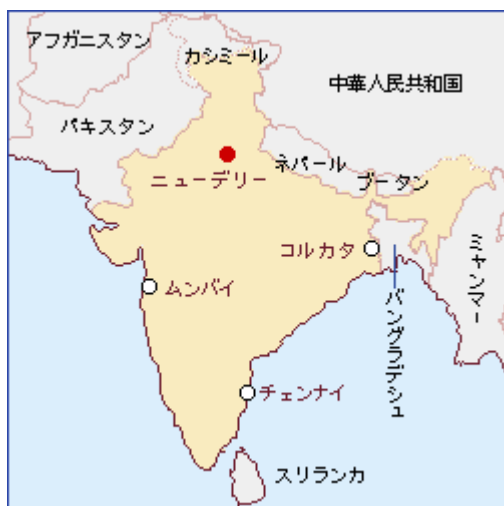 アフガニスタン
カシミール
中華人民共和国
パキスタン
ネパール
ブータン
ニューデリー
コルカタ
ミャンマー
ムンバイ
バングラデシュ
チェンナイ
スリランカ